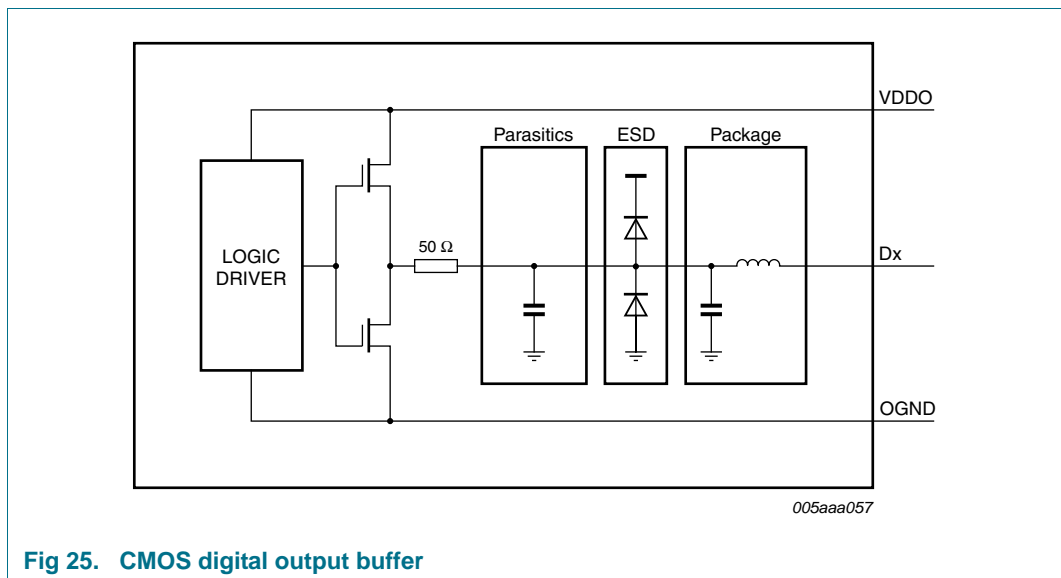 VDDO
Parasitics
ESD
Package
LOGIC
DRIVER
50 Ω
Dx
OGND
005aaa057
Fig 25. CMOS digital output buffer